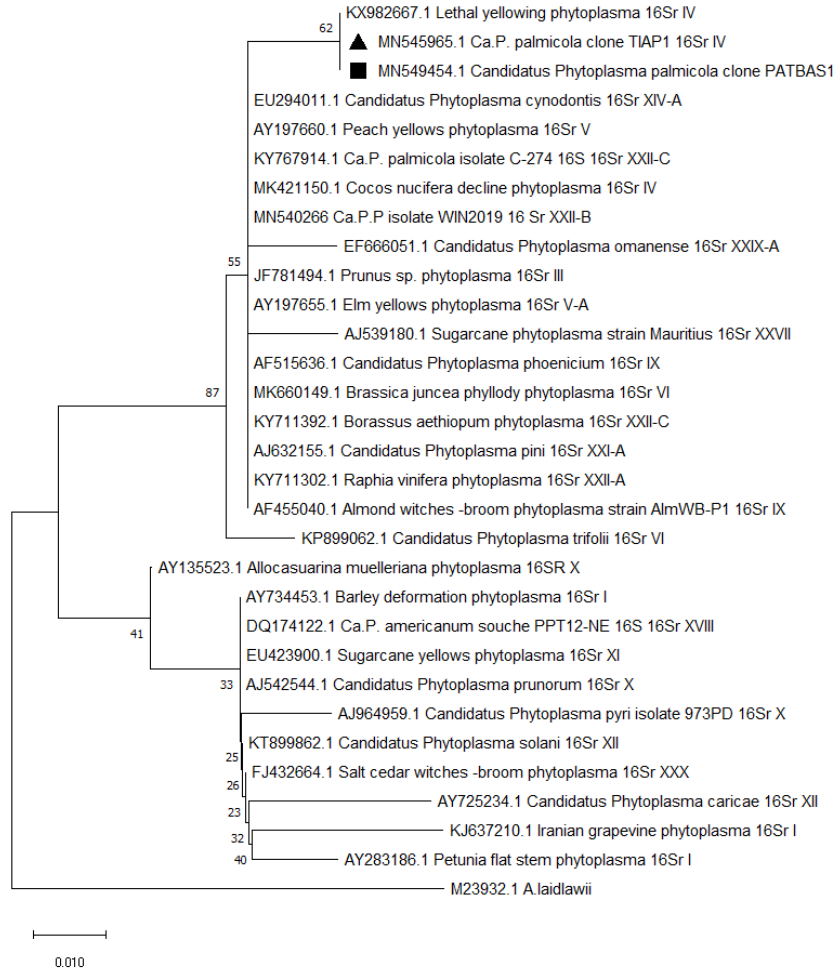 KX982667.1 Lethal yellowing phytoplasma 16Sr IV
62
MN545965.1 Ca.P. palmicola clone TIAP1 16Sr IV
MN549454.1 Candidatus Phytoplasma palmicola clone PATBAS1
EU294011.1 Candidatus Phytoplasma cynodontis 16Sr XIV-A
AY197660.1 Peach yellows phytoplasma 16Sr V
KY767914.1 Ca.P. palmicola isolate C-274 16S 16Sr XXII-C
MK421150.1 Cocos nucifera decline phytoplasma 16Sr IV
MN540266 Ca.P.P isolate WIN2019 16 Sr XXII-B
EF666051.1 Candidatus Phytoplasma omanense 16Sr XXIX-A
55
JF781494.1 Prunus sp. phytoplasma 16Sr III
AY197655.1 Elm yellows phytoplasma 16Sr V-A
AJ539180.1 Sugarcane phytoplasma strain Mauritius 16Sr XXVII
AF515636.1 Candidatus Phytoplasma phoenicium 16Sr IX
87
MK660149.1 Brassica juncea phyllody phytoplasma 16Sr VI
KY711392.1 Borassus aethiopum phytoplasma 16Sr XXII-C
AJ632155.1 Candidatus Phytoplasma pini 16Sr XXI-A
KY711302.1 Raphia vinifera phytoplasma 16Sr XXII-A
AF455040.1 Almond witches -broom phytoplasma strain AlmWB-P1 16Sr IX
KP899062.1 Candidatus Phytoplasma trifolii 16Sr VI
AY135523.1 Allocasuarina muelleriana phytoplasma 16SR X
AY734453.1 Barley deformation phytoplasma 16Sr I
DQ174122.1 Ca.P. americanum souche PPT12-NE 16S 16Sr XVIII
41
EU423900.1 Sugarcane yellows phytoplasma 16Sr XI
33
AJ542544.1 Candidatus Phytoplasma prunorum 16Sr X
AJ964959.1 Candidatus Phytoplasma pyri isolate 973PD 16Sr X
KT899862.1 Candidatus Phytoplasma solani 16Sr XII
25
FJ432664.1 Salt cedar witches -broom phytoplasma 16Sr XXX
26
AY725234.1 Candidatus Phytoplasma caricae 16Sr XII
23
KJ637210.1 Iranian grapevine phytoplasma 16Sr I
32
AY283186.1 Petunia flat stem phytoplasma 16Sr I
40
M23932.1 A.laidlawii
0.010